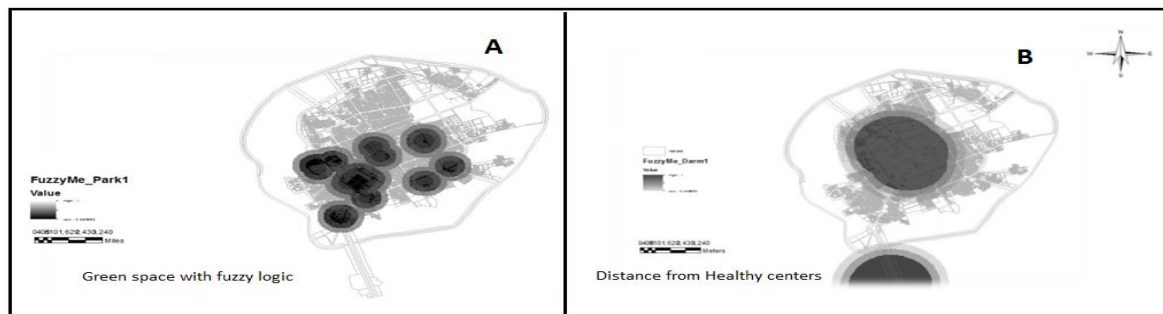 A
FuzzyMe_Park1
Value
Miles
Green space with fuzzy logic
B
N
W
E
S
FuzzyMe_Darm1
Value
Meters
Distance from Healthy centers